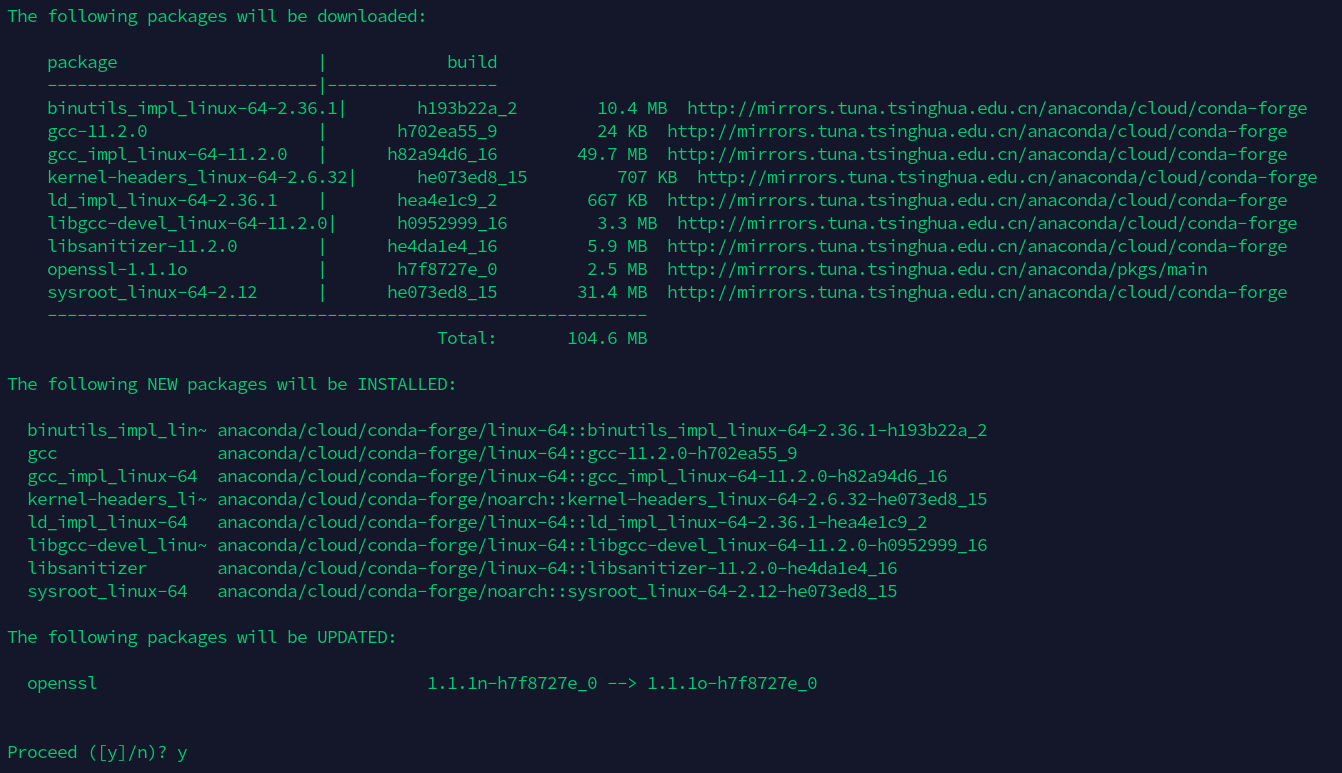 The following packages will be downloaded:

    package                    |            build
    ---------------------------|-----------------
    binutils_impl_linux-64-2.36.1|       h193b22a_2        10.4 MB  http://mirrors.tuna.tsinghua.edu.cn/anaconda/cloud/conda-forge
    gcc-11.2.0                 |       h702ea55_9          24 KB  http://mirrors.tuna.tsinghua.edu.cn/anaconda/cloud/conda-forge
    gcc_impl_linux-64-11.2.0   |      h82a94d6_16        49.7 MB  http://mirrors.tuna.tsinghua.edu.cn/anaconda/cloud/conda-forge
    kernel-headers_linux-64-2.6.32|      he073ed8_15         707 KB  http://mirrors.tuna.tsinghua.edu.cn/anaconda/cloud/conda-forge
    ld_impl_linux-64-2.36.1    |       hea4e1c9_2         667 KB  http://mirrors.tuna.tsinghua.edu.cn/anaconda/cloud/conda-forge
    libgcc-devel_linux-64-11.2.0|      h0952999_16         3.3 MB  http://mirrors.tuna.tsinghua.edu.cn/anaconda/cloud/conda-forge
    libsanitizer-11.2.0        |      he4da1e4_16         5.9 MB  http://mirrors.tuna.tsinghua.edu.cn/anaconda/cloud/conda-forge
    openssl-1.1.1o             |       h7f8727e_0         2.5 MB  http://mirrors.tuna.tsinghua.edu.cn/anaconda/pkgs/main
    sysroot_linux-64-2.12      |      he073ed8_15        31.4 MB  http://mirrors.tuna.tsinghua.edu.cn/anaconda/cloud/conda-forge
    ------------------------------------------------------------
                                           Total:       104.6 MB

The following NEW packages will be INSTALLED:

  binutils_impl_lin~ anaconda/cloud/conda-forge/linux-64::binutils_impl_linux-64-2.36.1-h193b22a_2
  gcc                anaconda/cloud/conda-forge/linux-64::gcc-11.2.0-h702ea55_9
  gcc_impl_linux-64  anaconda/cloud/conda-forge/linux-64::gcc_impl_linux-64-11.2.0-h82a94d6_16
  kernel-headers_li~ anaconda/cloud/conda-forge/noarch::kernel-headers_linux-64-2.6.32-he073ed8_15
  ld_impl_linux-64   anaconda/cloud/conda-forge/linux-64::ld_impl_linux-64-2.36.1-hea4e1c9_2
  libgcc-devel_linu~ anaconda/cloud/conda-forge/linux-64::libgcc-devel_linux-64-11.2.0-h0952999_16
  libsanitizer       anaconda/cloud/conda-forge/linux-64::libsanitizer-11.2.0-he4da1e4_16
  sysroot_linux-64   anaconda/cloud/conda-forge/noarch::sysroot_linux-64-2.12-he073ed8_15

The following packages will be UPDATED:

  openssl                                 1.1.1n-h7f8727e_0 --> 1.1.1o-h7f8727e_0


Proceed ([y]/n)? y